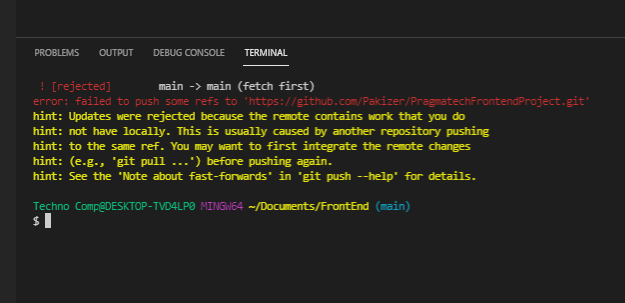 PROBLEMS OUTPUT DEBUG CONSOLE TERMINAL
! [rejected] main -> main (fetch first)
error: failed to push some refs to 'https://github.com/Pakizer/PragmatechFrontendProject.git'
hint: Updates were rejected because the remote contains work that you do
hint: not have locally. This is usually caused by another repository pushing
hint: to the same ref. You may want to first integrate the remote changes
hint: (e.g., 'git pull ...') before pushing again.
hint: See the 'Note about fast-forwards' in 'git push --help' for details.
Techno Comp@DESKTOP-TVD4LP0 MINGW64 ~/Documents/FrontEnd (main)
$